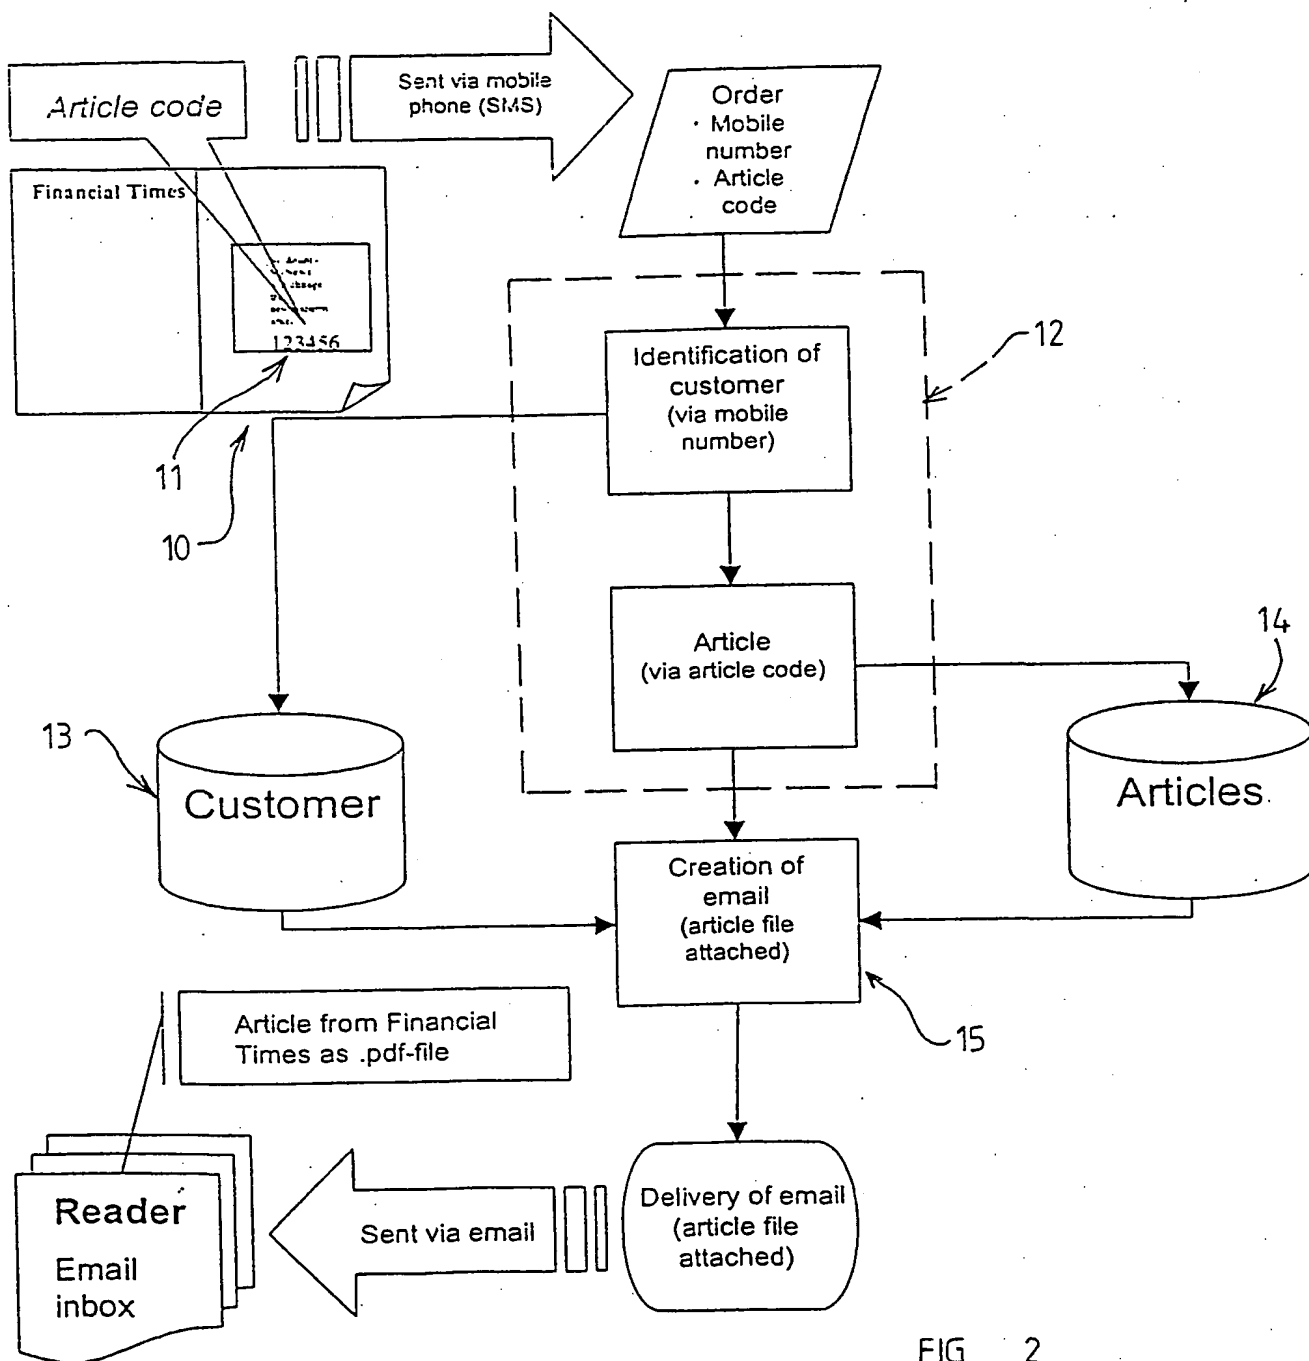 Article code
Sent via mobile
phone (SMS)
Order
· Mobile
number
· Article
code
Financial Times
123456
11
10
Identification of
customer
(via mobile
number)
12
Article
(via article code)
14
13
Customer
Articles
Creation of
email
(article file
attached)
15
Article from Financial
Times as .pdf-file
Reader
Email
inbox
Sent via email
Delivery of email
(article file
attached)
FIG 2